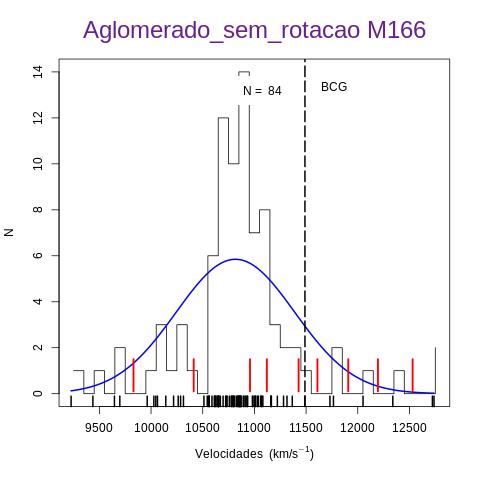 Aglomerado_sem_rotacao M166
N = 84
BCG
14
12
10
8
6
4
2
0
N
9500 10000 10500 11000 11500 12000 12500
Velocidades (km/s⁻¹)